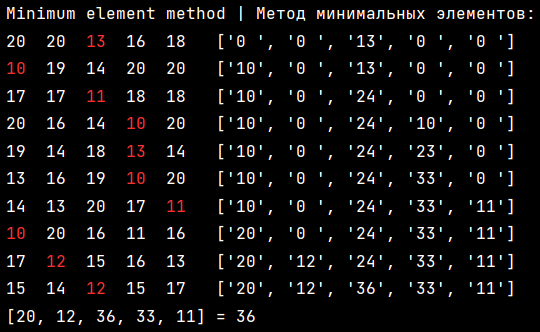 Minimum element method | Метод минимальных элементов:
20  20  13  16  18   ['0 ', '0 ', '13', '0 ', '0 ']
10  19  14  20  20   ['10', '0 ', '13', '0 ', '0 ']
17  17  11  18  18   ['10', '0 ', '24', '0 ', '0 ']
20  16  14  10  20   ['10', '0 ', '24', '10', '0 ']
19  14  18  13  14   ['10', '0 ', '24', '23', '0 ']
13  16  19  10  20   ['10', '0 ', '24', '33', '0 ']
14  13  20  17  11   ['10', '0 ', '24', '33', '11']
10  20  16  11  16   ['20', '0 ', '24', '33', '11']
17  12  15  16  13   ['20', '12', '24', '33', '11']
15  14  12  15  17   ['20', '12', '36', '33', '11']
[20, 12, 36, 33, 11] = 36